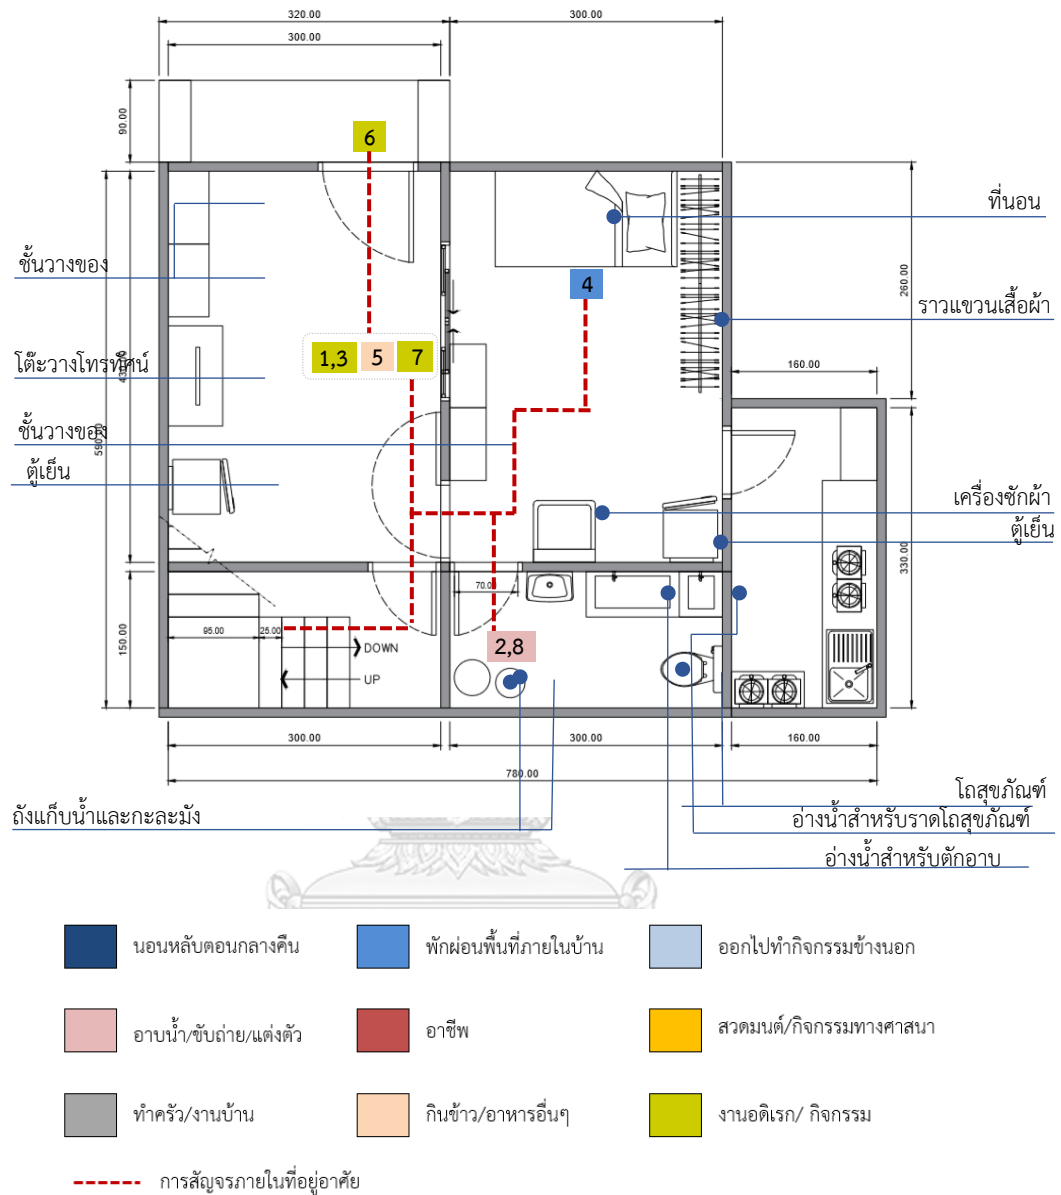 320.00
300.00
300.00
90.00
6
ที่นอน
ชั้นวางของ
4
260.00
ราวแขวนเสื้อผ้า
1,3
5
7
โต๊ะวางโทรทัศน์
430.00
160.00
ชั้นวางของ
590.00
ตู้เย็น
เครื่องซักผ้า
ตู้เย็น
330.00
70.00
150.00
95.00
25.00
DOWN
2,8
UP
300.00
300.00
160.00
780.00
โถสุขภัณฑ์
ถังแก็บน้ำและกะละมัง
อ่างน้ำสำหรับราดโถสุขภัณฑ์
อ่างน้ำสำหรับตักอาบ
นอนหลับตอนกลางคืน
พักผ่อนพื้นที่ภายในบ้าน
ออกไปทำกิจกรรมข้างนอก
อาบน้ำ/ขับถ่าย/แต่งตัว
อาชีพ
สวดมนต์/กิจกรรมทางศาสนา
ทำครัว/งานบ้าน
กินข้าว/อาหารอื่นๆ
งานอดิเรก/ กิจกรรม
การสัญจรภายในที่อยู่อาศัย